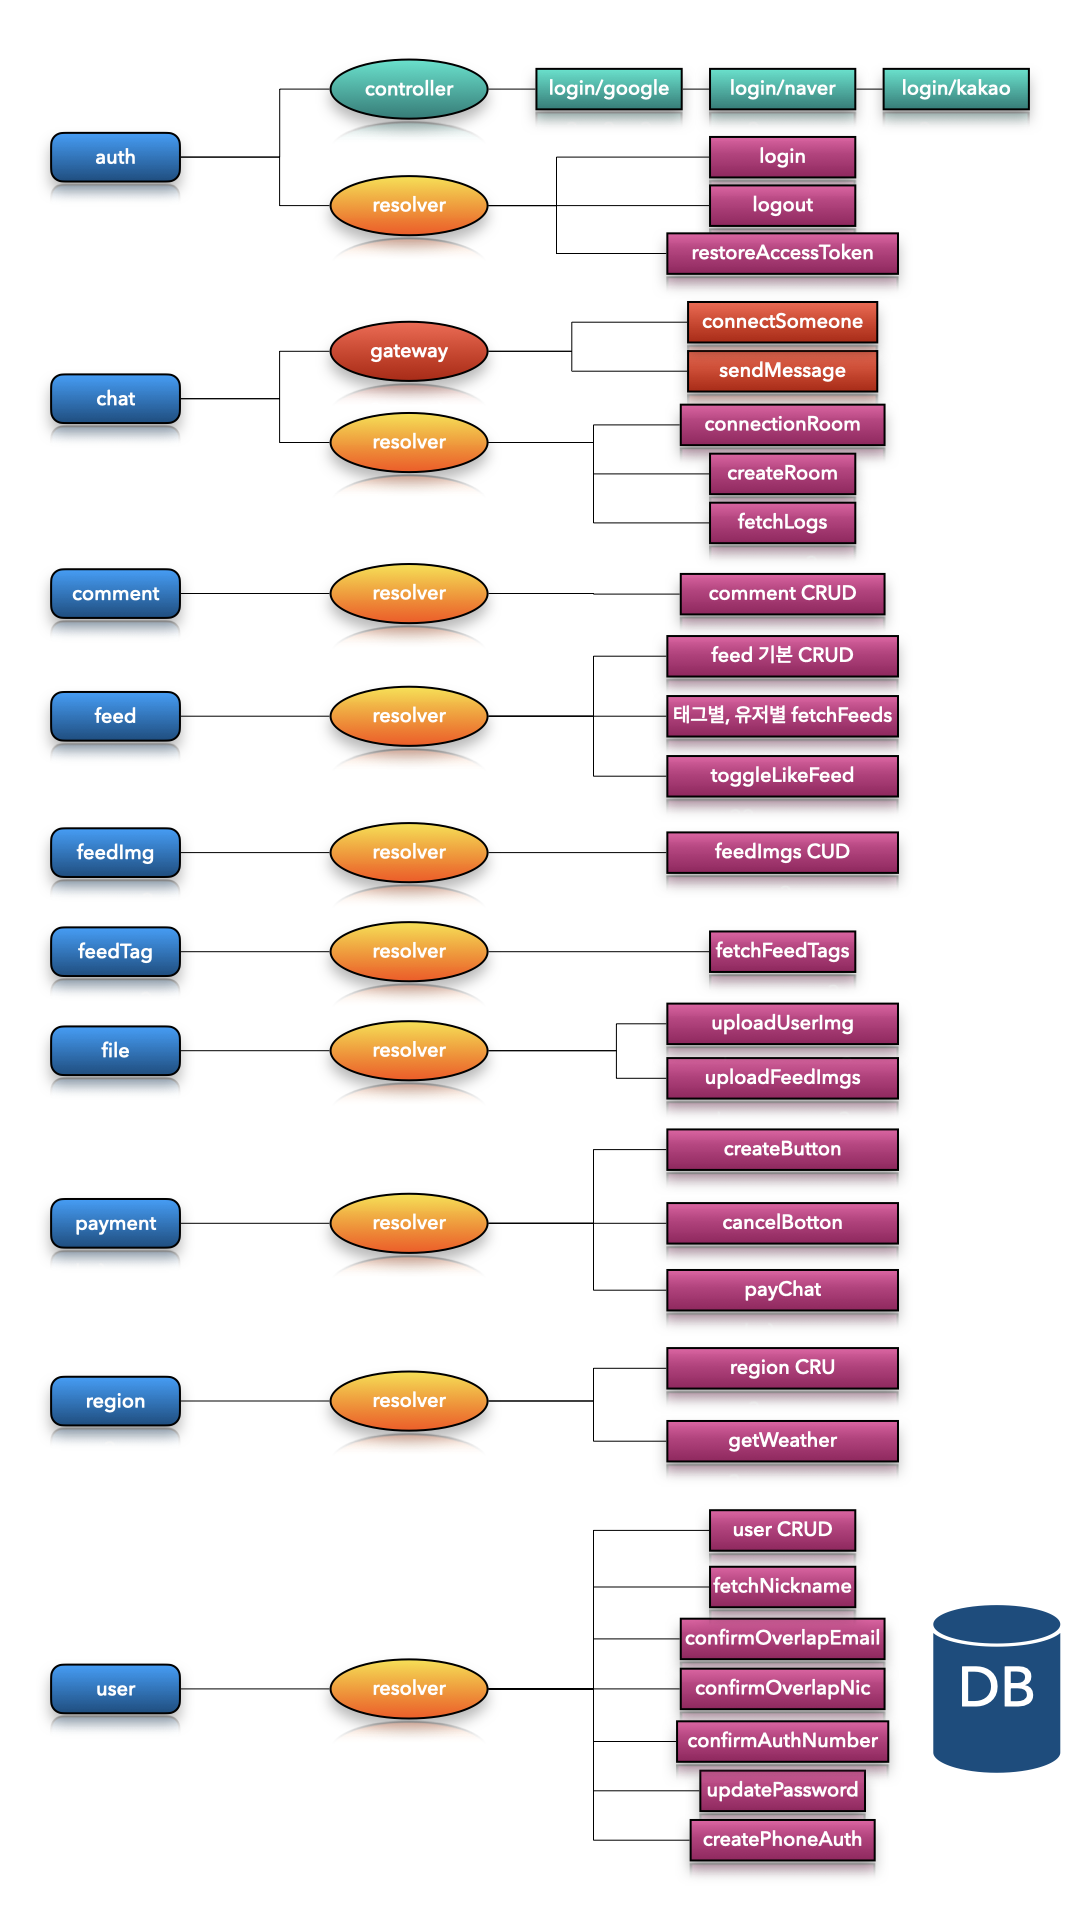 auth
controller
login/google
login/naver
login/kakao
resolver
login
logout
restoreAccessToken
chat
gateway
connectSomeone
sendMessage
resolver
connectionRoom
createRoom
fetchLogs
comment
resolver
comment CRUD
feed
resolver
feed 기본 CRUD
태그별, 유저별 fetchFeeds
toggleLikeFeed
feedImg
resolver
feedImgs CUD
feedTag
resolver
fetchFeedTags
file
resolver
uploadUserImg
uploadFeedImgs
payment
resolver
createButton
cancelBotton
payChat
region
resolver
region CRU
getWeather
user
resolver
user CRUD
fetchNickname
confirmOverlapEmail
confirmOverlapNic
confirmAuthNumber
updatePassword
createPhoneAuth
DB